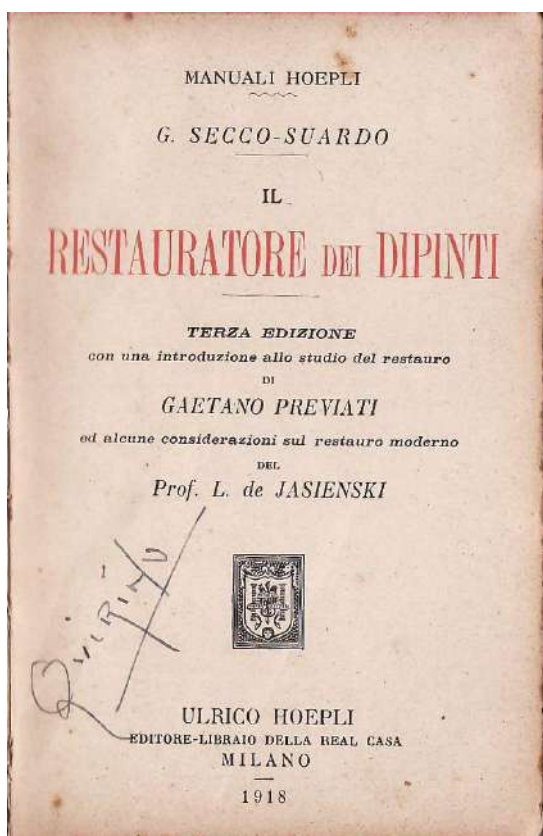 MANUALI HOEPLI
G. SECCO-SUARDO
IL
RESTAURATORE DEI DIPINTI
TERZA EDIZIONE
con una introduzione allo studio del restauro
DI
GAETANO PREVIATI
ed alcune considerazioni sul restauro moderno
DEL
Prof. L. de JASIENSKI
QVIRINO
ULRICO HOEPLI
EDITORE-LIBRAIO DELLA REAL CASA
MILANO
1918